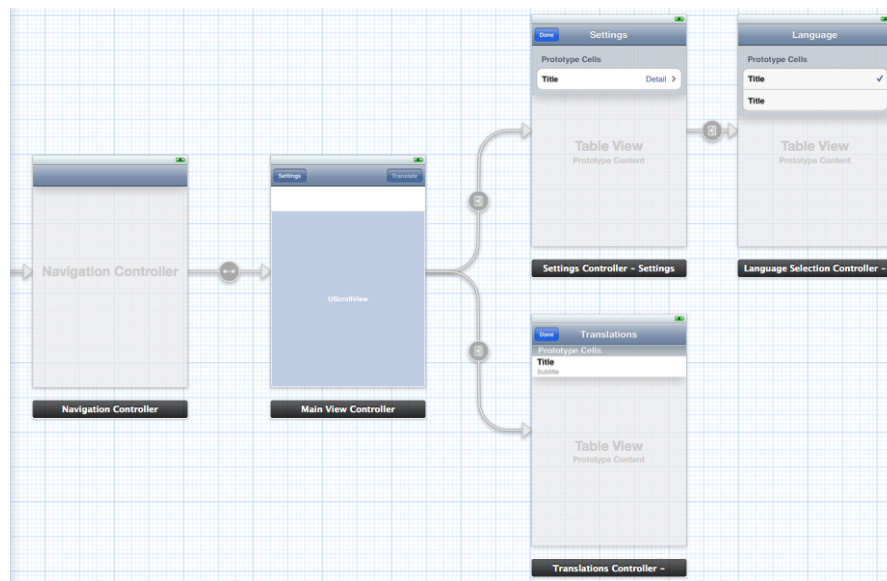 Navigation Controller
Navigation Controller
Settings
Translate
UIScrollView
Main View Controller
Done
Settings
Prototype Cells
Title
Detail
Table View
Prototype Content
Settings Controller – Settings
Language
Prototype Cells
Title
Title
Table View
Prototype Content
Language Selection Controller –
Done
Translations
Prototype Cells
Title
Subtitle
Table View
Prototype Content
Translations Controller –